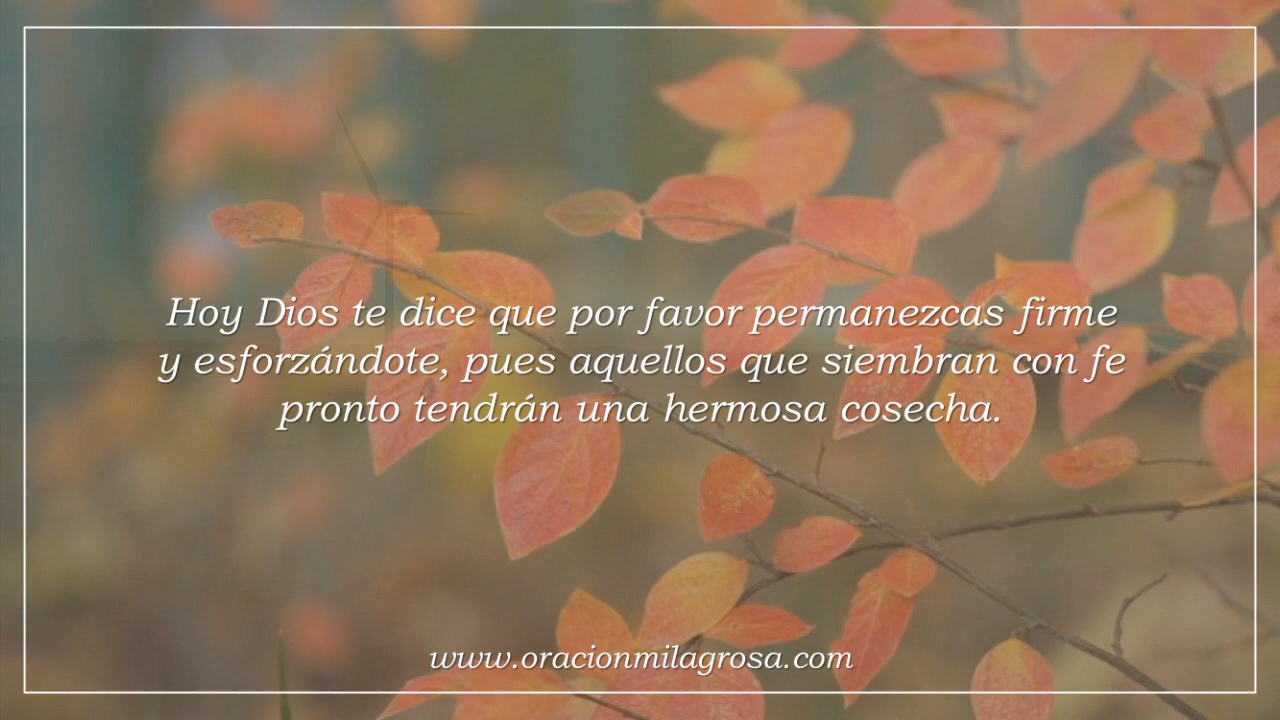 Hoy Dios te dice que por favor permanezcas firme
y esforzándote, pues aquellos que siembran con fe
pronto tendrán una hermosa cosecha.
www.oracionmilagrosa.com